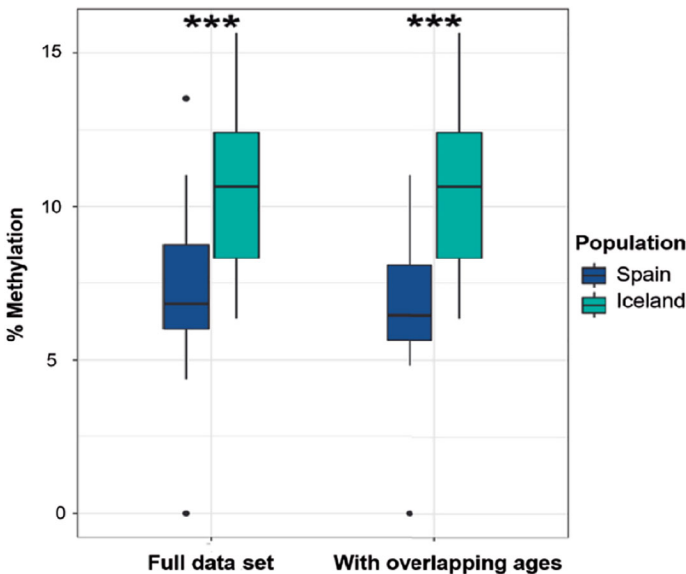 *** ***
15
10
5
0
% Methylation
Population
Spain
Iceland
Full data set With overlapping ages